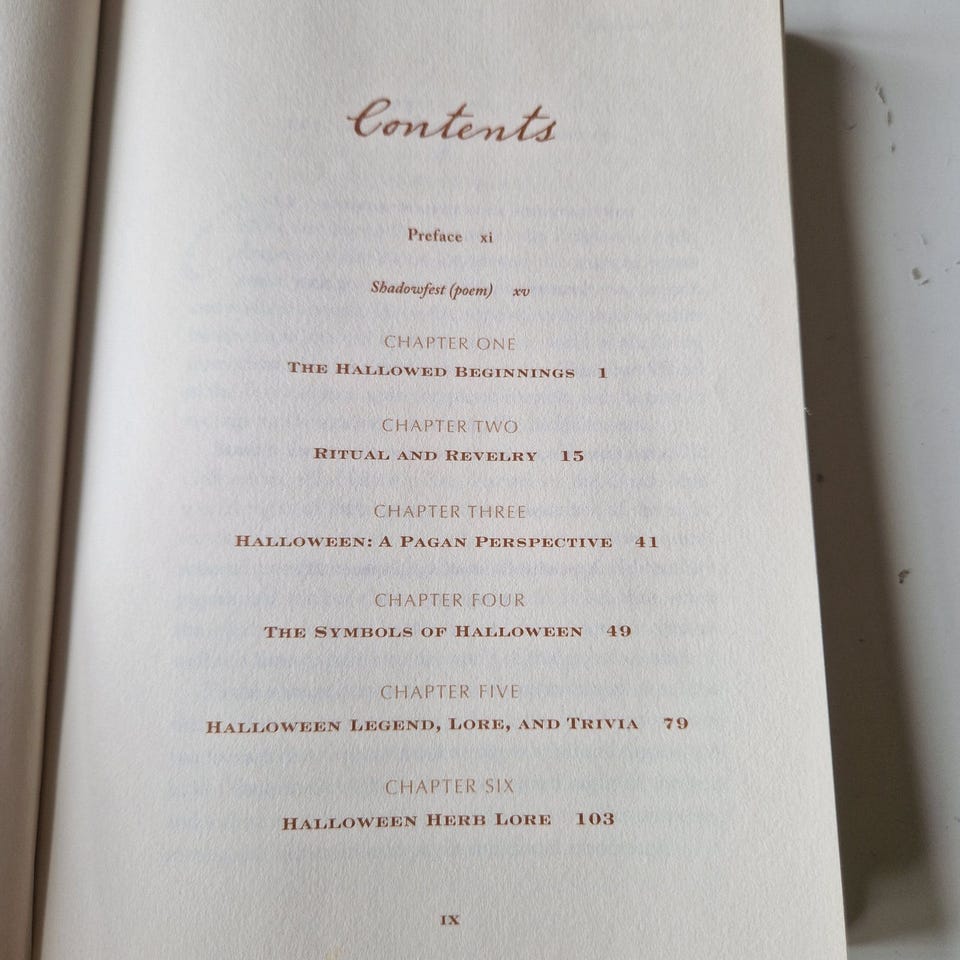 Contents
Preface xi
Shadowfest (poem) xv
CHAPTER ONE
THE HALLOWED BEGINNINGS 1
CHAPTER TWO
RITUAL AND REVELRY 15
CHAPTER THREE
HALLOWEEN: A PAGAN PERSPECTIVE 41
CHAPTER FOUR
THE SYMBOLS OF HALLOWEEN 49
CHAPTER FIVE
HALLOWEEN LEGEND, LORE, AND TRIVIA 79
CHAPTER SIX
HALLOWEEN HERB LORE 103
IX